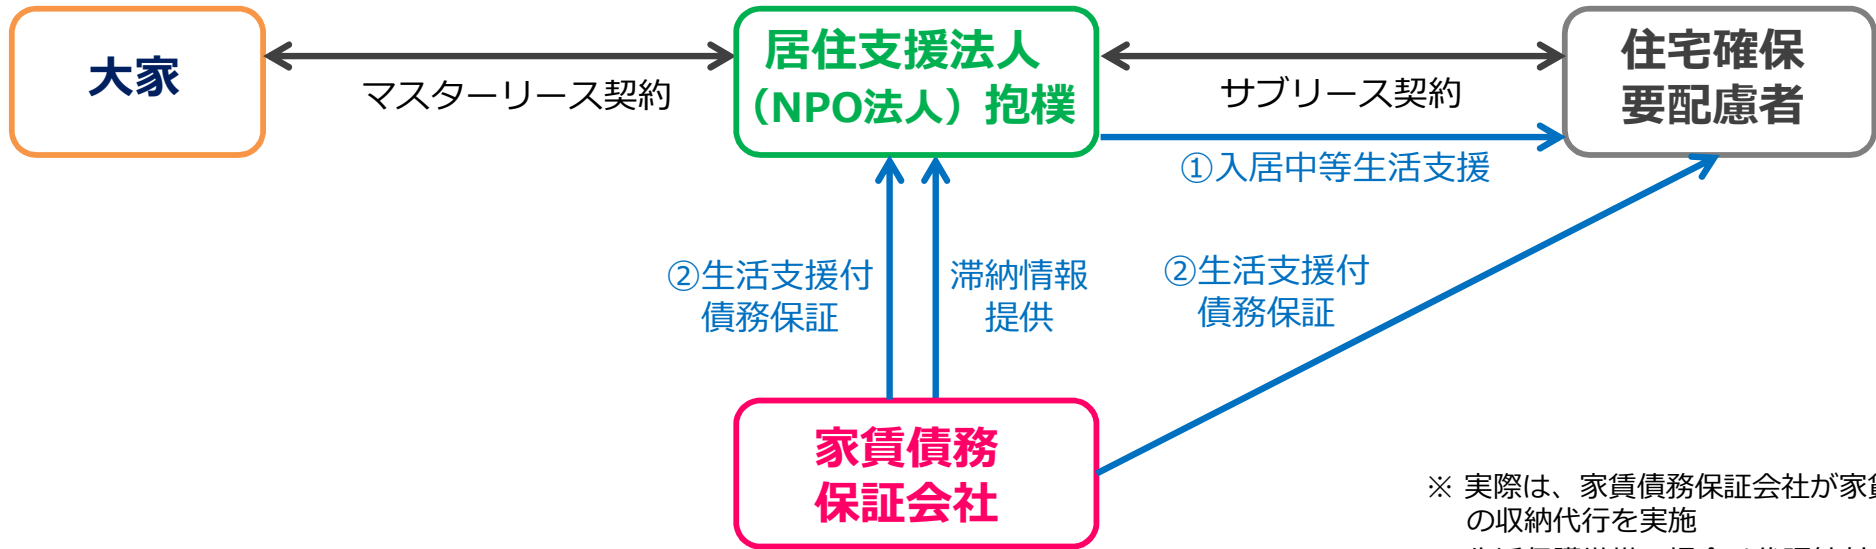 大家
マスターリース契約
居住支援法人
（NPO法人）抱樸
サブリース契約
住宅確保
要配慮者
①入居中等生活支援
②生活支援付
債務保証
滞納情報
提供
②生活支援付
債務保証
家賃債務
保証会社
※ 実際は、家賃債務保証会社が家賃
の収納代行を実施